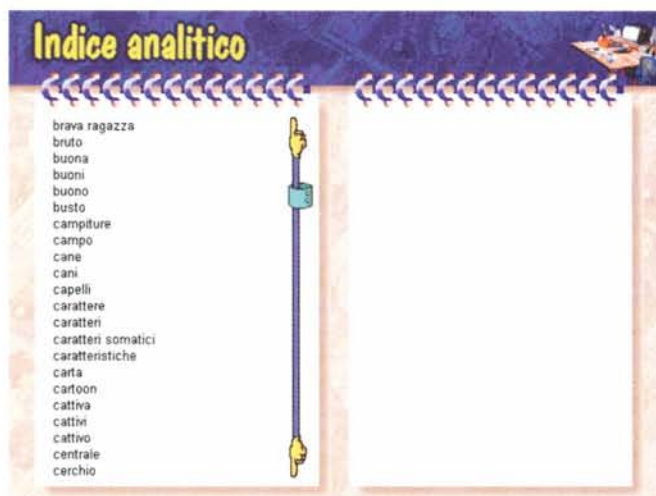 Indice analitico
brava ragazza
bruto
buona
buoni
buono
busto
campiture
campo
cane
cani
capelli
carattere
caratteri
caratteri somatici
caratteristiche
carta
cartoon
cattiva
cattivi
cattivo
centrale
cerchio